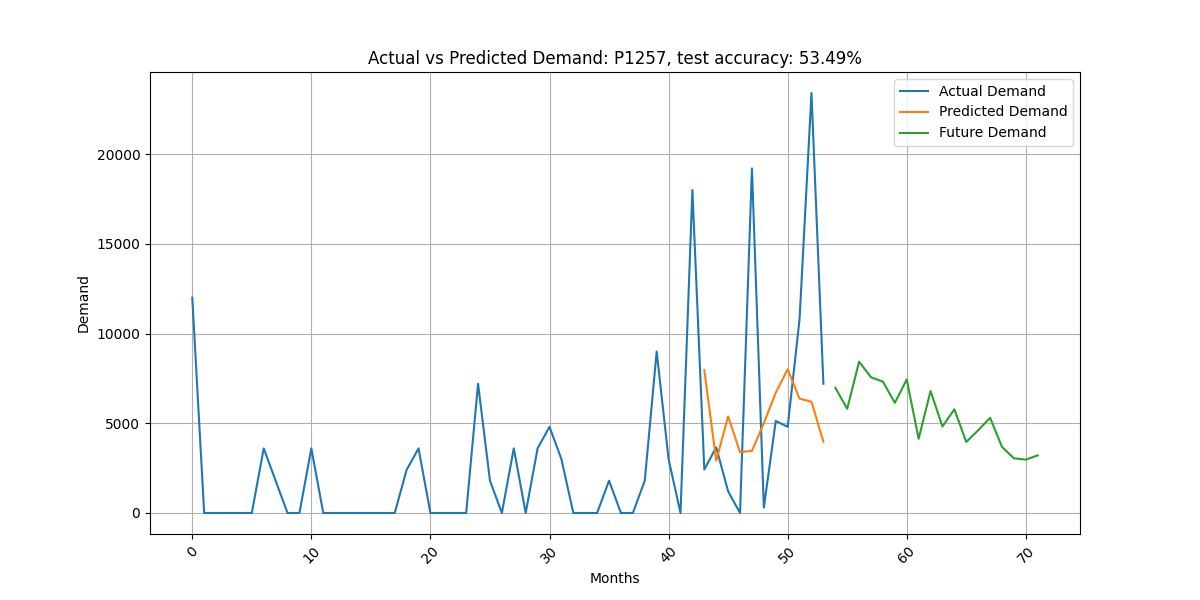 Actual vs Predicted Demand: P1257, test accuracy: 53.49%
Actual Demand
Predicted Demand
Future Demand
20000
15000
10000
5000
0
Demand
0
10
20
30
40
50
60
70
Months